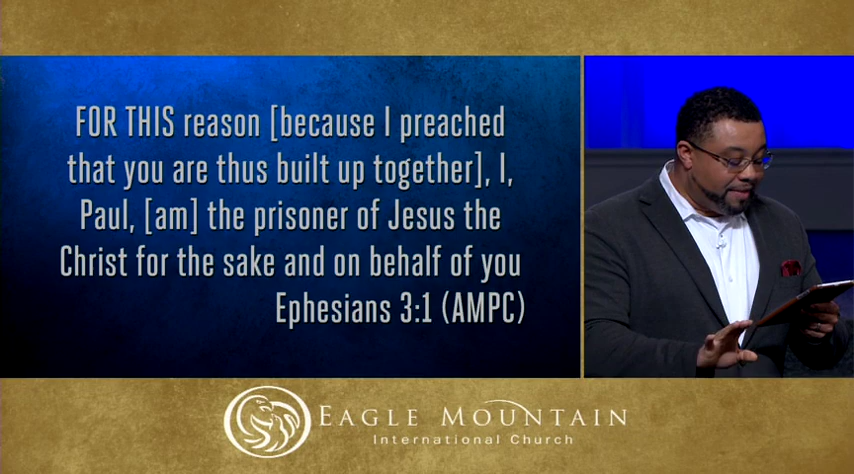 FOR THIS reason [because I preached
that you are thus built up together], I,
Paul, [am] the prisoner of Jesus the
Christ for the sake and on behalf of you
Ephesians 3:1 (AMPC)
EAGLE MOUNTAIN
International Church